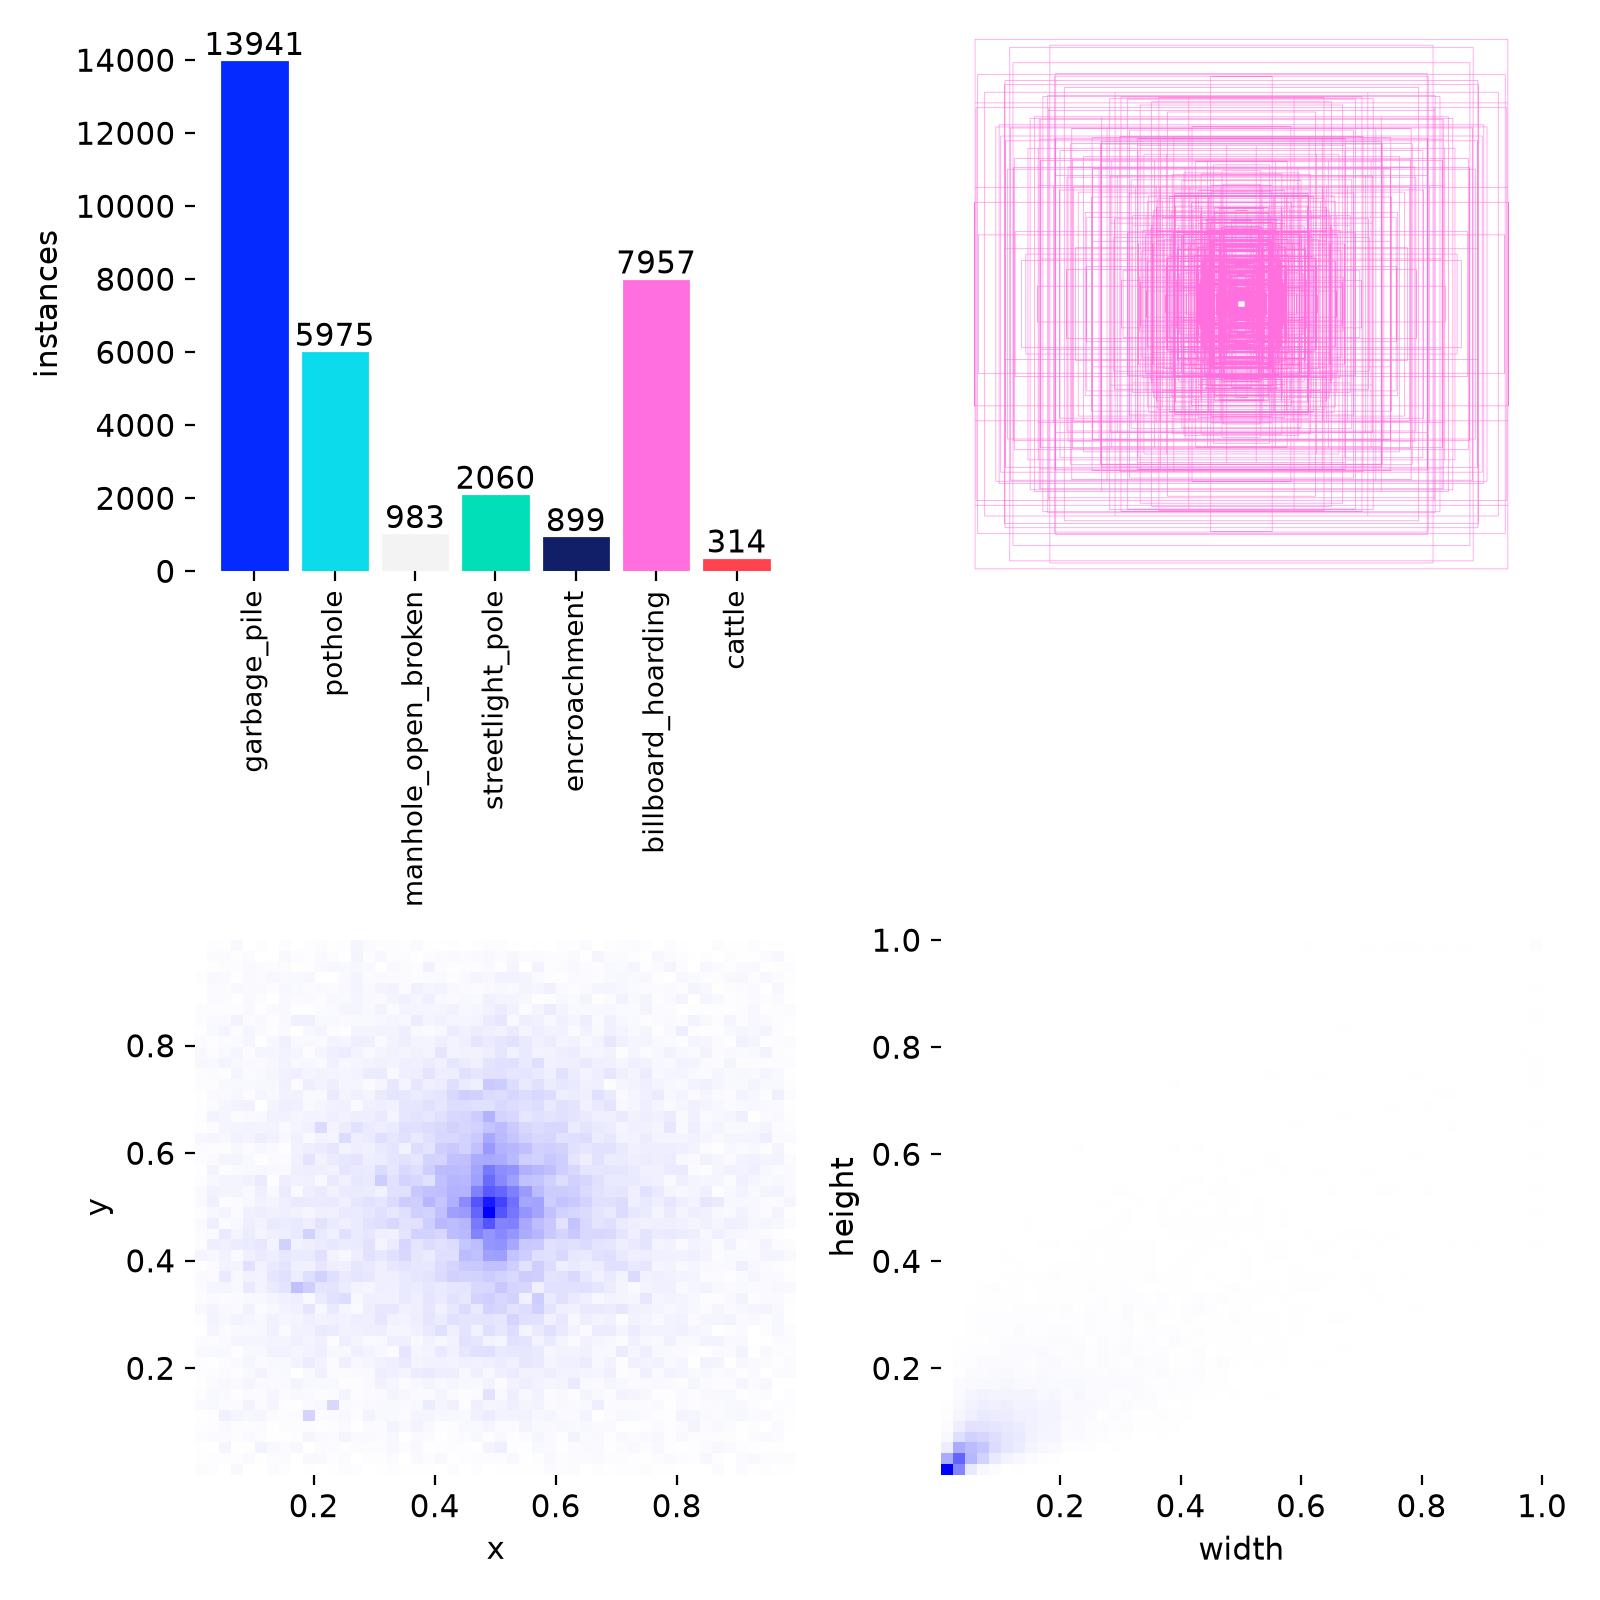 13941
14000
12000
10000
8000
6000
4000
2000
0
instances
5975
983
2060
899
7957
314
garbage_pile
pothole
manhole_open_broken
streetlight_pole
encroachment
billboard_hoarding
cattle
0.8
0.6
0.4
0.2
y
0.2 0.4 0.6 0.8
x
1.0
0.8
0.6
0.4
0.2
height
0.2 0.4 0.6 0.8 1.0
width